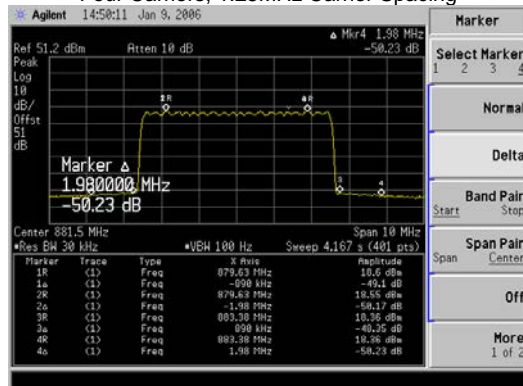 Four Carriers, 1.25MHz Carrier Spacing
Agilent 14:50:11 Jan 9, 2006
Marker
Δ Mkr4 1.98 MHz
Ref 51.2 dBm Atten 10 dB -50.23 dB
Select Marker
1 2 3 4
Peak
Log
10
dB/
Offst
51
dB
2R
4R
Normal
Delta
Marker Δ
1.980000 MHz
-50.23 dB
3
4
Band Pair
Start Stop
Center 881.5 MHz Span 10 MHz
Res BW 30 kHz VBW 100 Hz Sweep 4.167 s (401 pts)
Span Pair
Span Center
Marker Trace Type X Axis Amplitude
1R (1) Freq 879.63 MHz 18.6 dBm
1Δ (1) Freq -890 kHz -49.1 dB
2R (1) Freq 879.63 MHz 18.55 dBm
2Δ (1) Freq -1.98 MHz -50.17 dB
3R (1) Freq 883.38 MHz 18.36 dBm
3Δ (1) Freq 890 kHz -48.35 dB
4R (1) Freq 883.38 MHz 18.36 dBm
4Δ (1) Freq 1.98 MHz -50.23 dB
Off
More
1 of 2